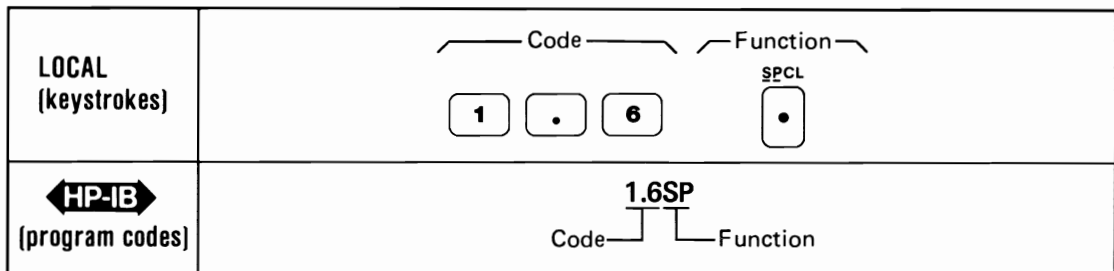 LOCAL
(keystrokes)
Code Function
SPCL
1 . 6 •
HP-IB
(program codes)
1.6SP
Code Function